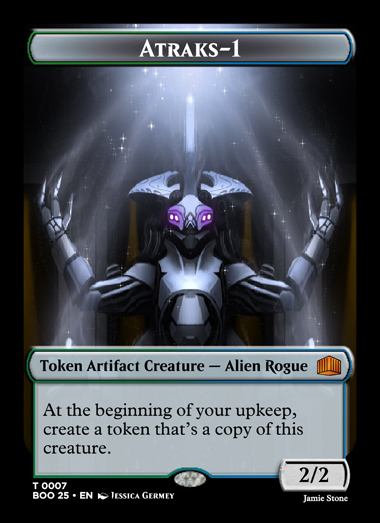 Atraks-1
Token Artifact Creature — Alien Rogue
At the beginning of your upkeep,
create a token that's a copy of this
creature.
2/2
T 0007
BOO 25 • EN Jessica Germey
Jamie Stone